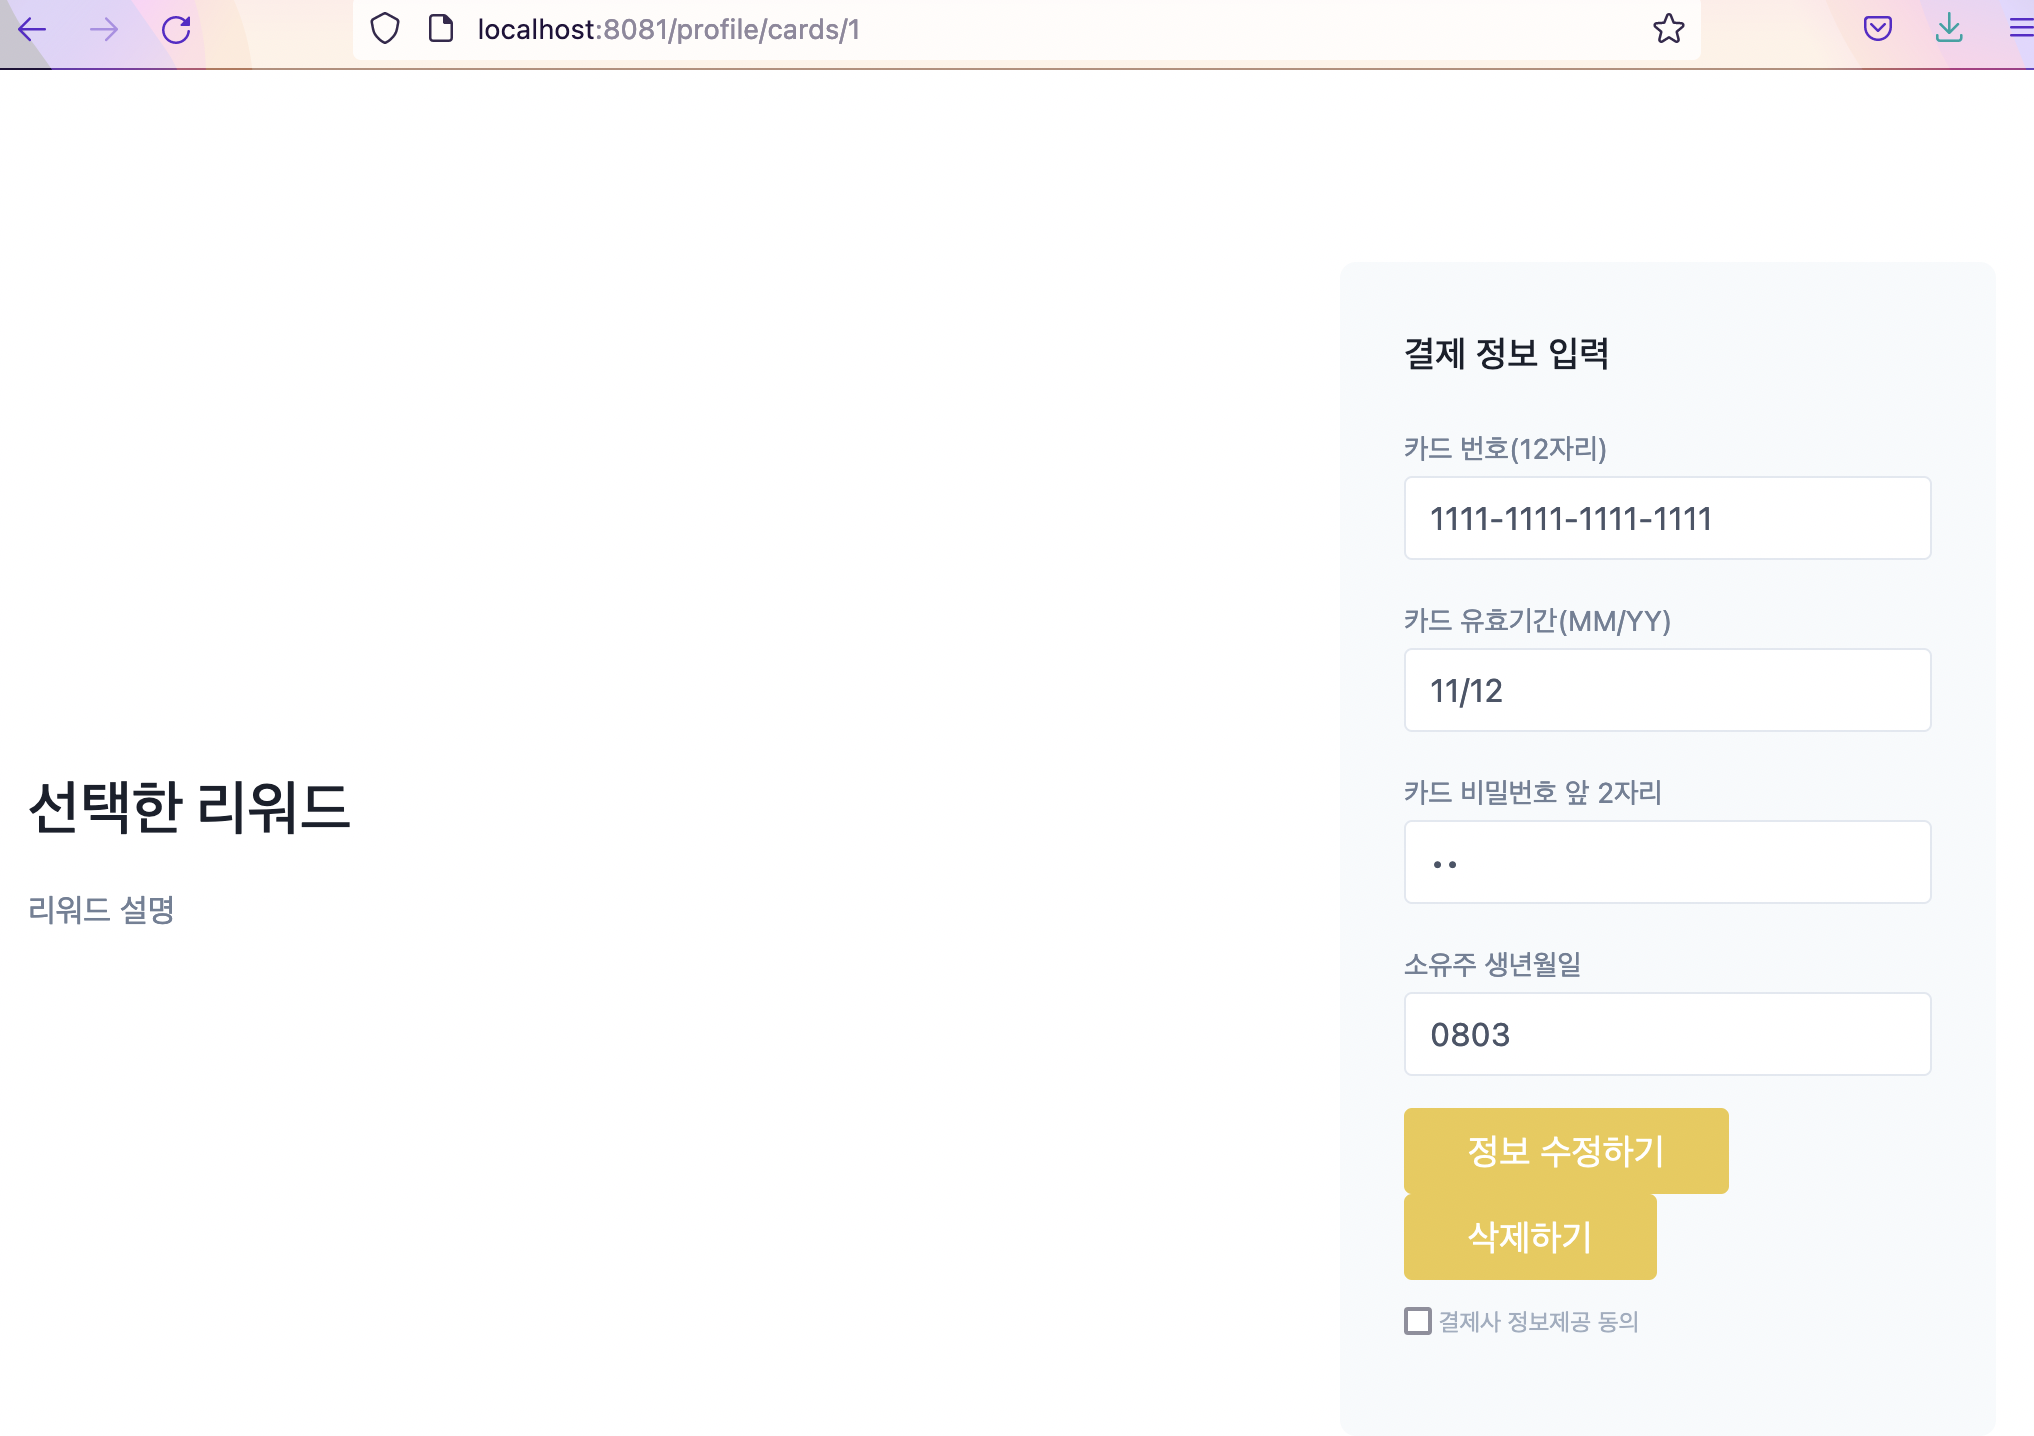 localhost:8081/profile/cards/1
선택한 리워드
리워드 설명
결제 정보 입력
카드 번호(12자리)
1111-1111-1111-1111
카드 유효기간(MM/YY)
11/12
카드 비밀번호 앞 2자리
••
소유주 생년월일
0803
정보 수정하기
삭제하기
결제사 정보제공 동의